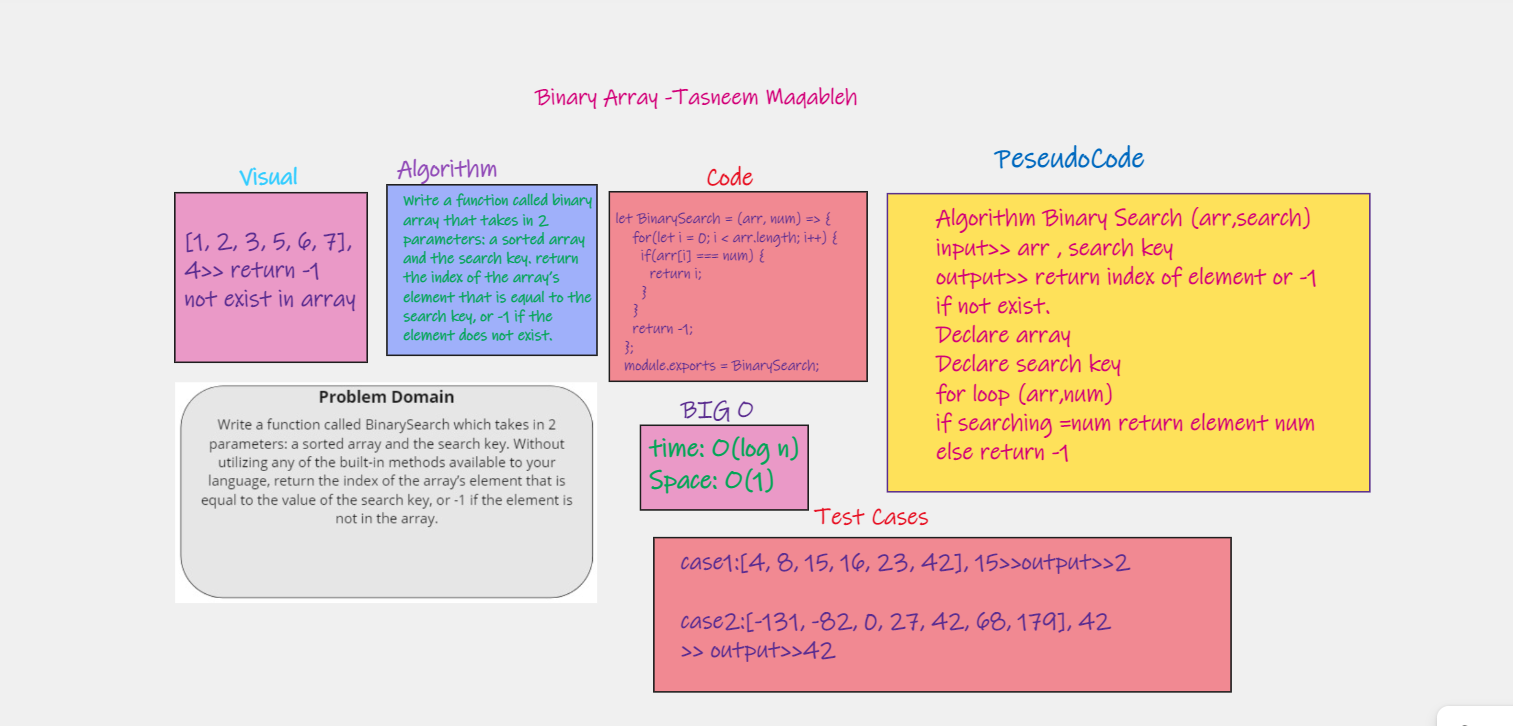 Binary Array -Tasneem Maqableh
Visual
[1, 2, 3, 5, 6, 7],
4>> return -1
not exist in array
Algorithm
Write a function called binary
array that takes in 2
parameters: a sorted array
and the search key. return
the index of the array's
element that is equal to the
search key, or -1 if the
element does not exist.
Code
let BinarySearch = (arr, num) => {
for(let i = 0; i < arr.length; i++) {
if(arr[i] === num) {
return i;
}
}
return -1;
};
module.exports = BinarySearch;
PeseudoCode
Algorithm Binary Search (arr,search)
input>> arr , search key
output>> return index of element or -1
if not exist.
Declare array
Declare search key
for loop (arr,num)
if searching =num return element num
else return -1
Problem Domain
Write a function called BinarySearch which takes in 2
parameters: a sorted array and the search key. Without
utilizing any of the built-in methods available to your
language, return the index of the array's element that is
equal to the value of the search key, or -1 if the element is
not in the array.
BIG O
time: O(log n)
Space: O(1)
Test Cases
case1:[4, 8, 15, 16, 23, 42], 15>>output>>2
case2:[-131, -82, 0, 27, 42, 68, 179], 42
>> output>>42